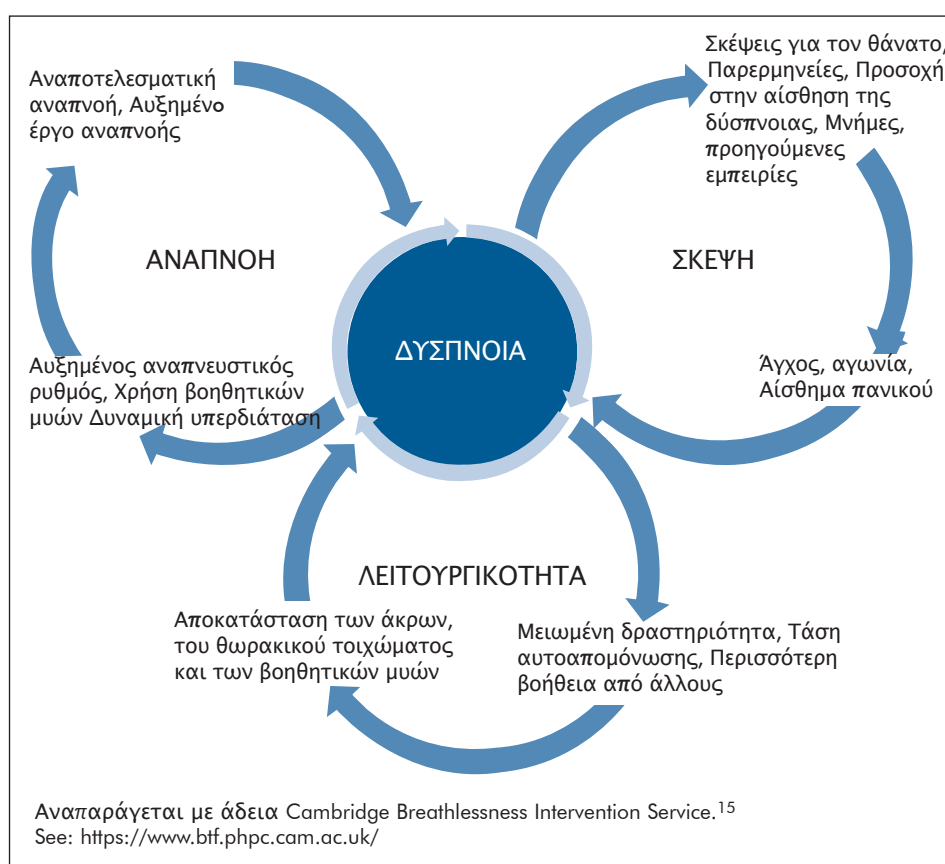 Αναποτελεσματική
αναπνοή, Αυξημένο
έργο αναπνοής
ΑΝΑΠΝΟΗ
Αυξημένος αναπνευστικός
ρυθμός, Χρήση βοηθητικών
μυών Δυναμική υπερδιάταση
ΔΥΣΠΝΟΙΑ
Σκέψεις για τον θάνατο,
Παρερμηνείες, Προσοχή
στην αίσθηση της
δύσπνοιας, Μνήμες,
προηγούμενες
εμπειρίες
ΣΚΕΨΗ
Άγχος, αγωνία,
Αίσθημα πανικού
ΛΕΙΤΟΥΡΓΙΚΟΤΗΤΑ
Αποκατάσταση των άκρων,
του θωρακικού τοιχώματος
και των βοηθητικών μυών
Μειωμένη δραστηριότητα, Τάση
αυτοαπομόνωσης, Περισσότερη
βοήθεια από άλλους
Αναπαράγεται με άδεια Cambridge Breathlessness Intervention Service.15
See: https://www.btf.phpc.cam.ac.uk/